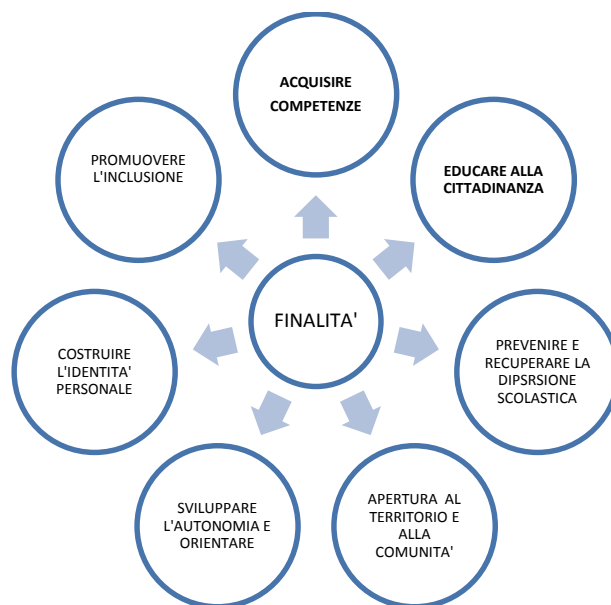 ACQUISIRE
COMPETENZE
EDUCARE ALLA
CITTADINANZA
PREVENIRE E
RECUPERARE LA
DIPSRSIONE
SCOLASTICA
APERTURA AL
TERRITORIO E
ALLA
COMUNITA'
SVILUPPARE
L'AUTONOMIA E
ORIENTARE
COSTRUIRE
L'IDENTITA'
PERSONALE
PROMUOVERE
L'INCLUSIONE
FINALITA'